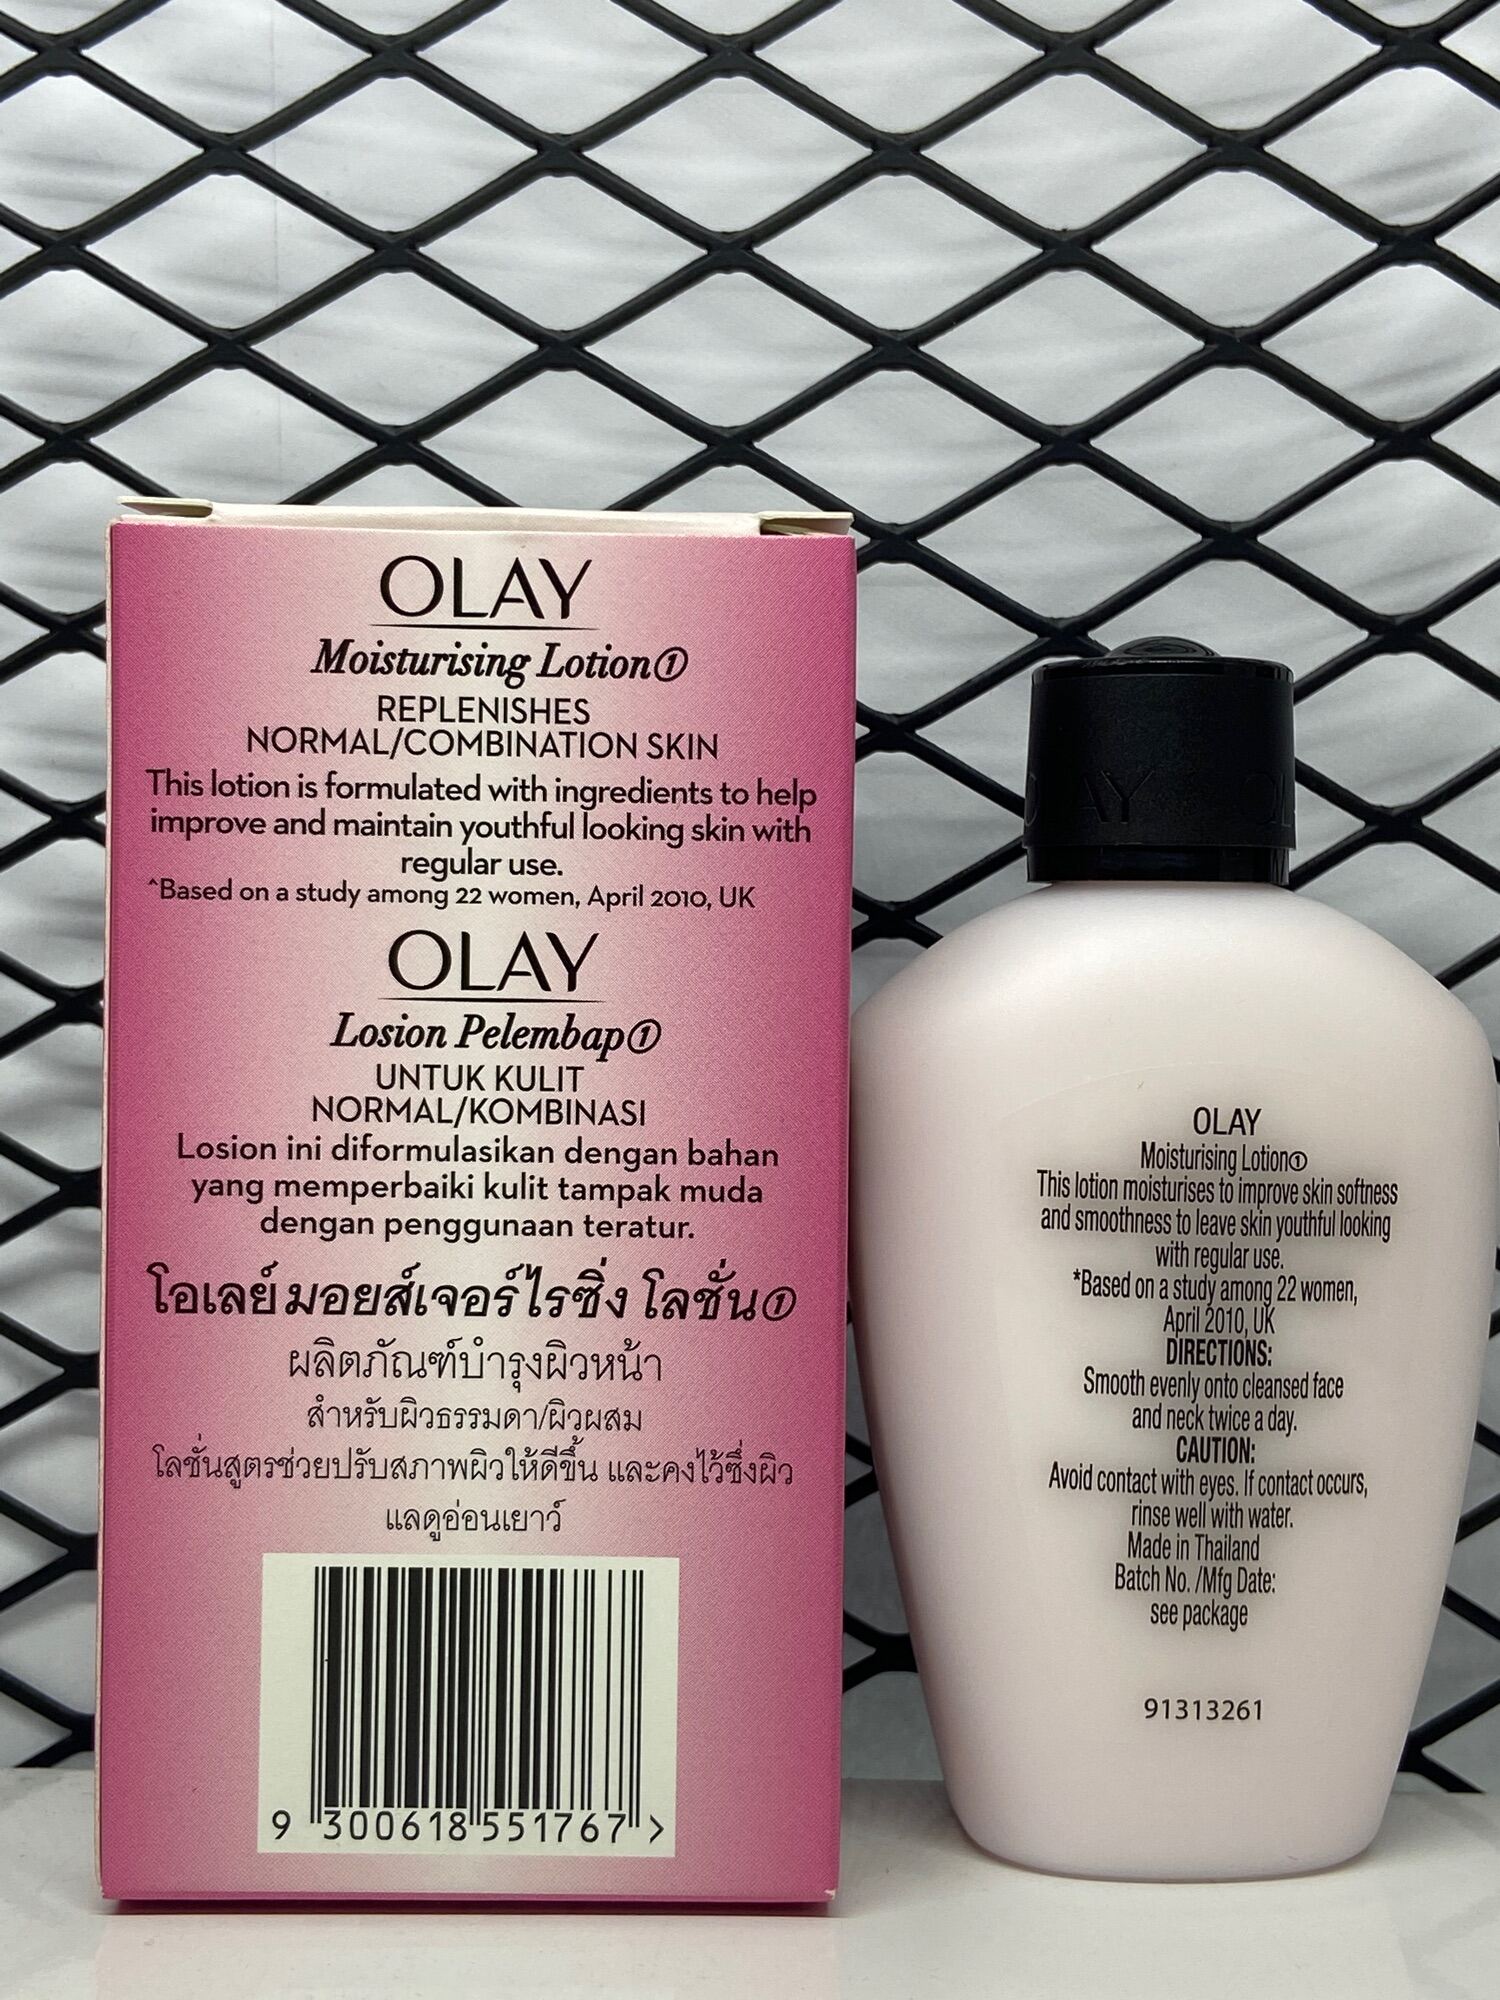 OLAY
Moisturising Lotion①
REPLENISHES
NORMAL/COMBINATION SKIN
This lotion is formulated with ingredients to help
improve and maintain youthful looking skin with
regular use.
^Based on a study among 22 women, April 2010, UK
OLAY
Losion Pelembap①
UNTUK KULIT
NORMAL/KOMBINASI
Losion ini diformulasikan dengan bahan
yang memperbaiki kulit tampak muda
dengan penggunaan teratur.
โอเลย์ มอยส์เจอร์ไรซิ่ง โลชั่น①
ผลิตภัณฑ์บำรุงผิวหน้า
สำหรับผิวธรรมดา/ผิวผสม
โลชั่นสูตรช่วยปรับสภาพผิวให้ดีขึ้น และคงไว้ซึ่งผิว
แลดูอ่อนเยาว์
9 300618 551767 >
OLAY OL
OLAY
Moisturising Lotion①
This lotion moisturises to improve skin softness
and smoothness to leave skin youthful looking
with regular use.
*Based on a study among 22 women,
April 2010, UK
DIRECTIONS:
Smooth evenly onto cleansed face
and neck twice a day.
CAUTION:
Avoid contact with eyes. If contact occurs,
rinse well with water.
Made in Thailand
Batch No. /Mfg Date:
see package
91313261